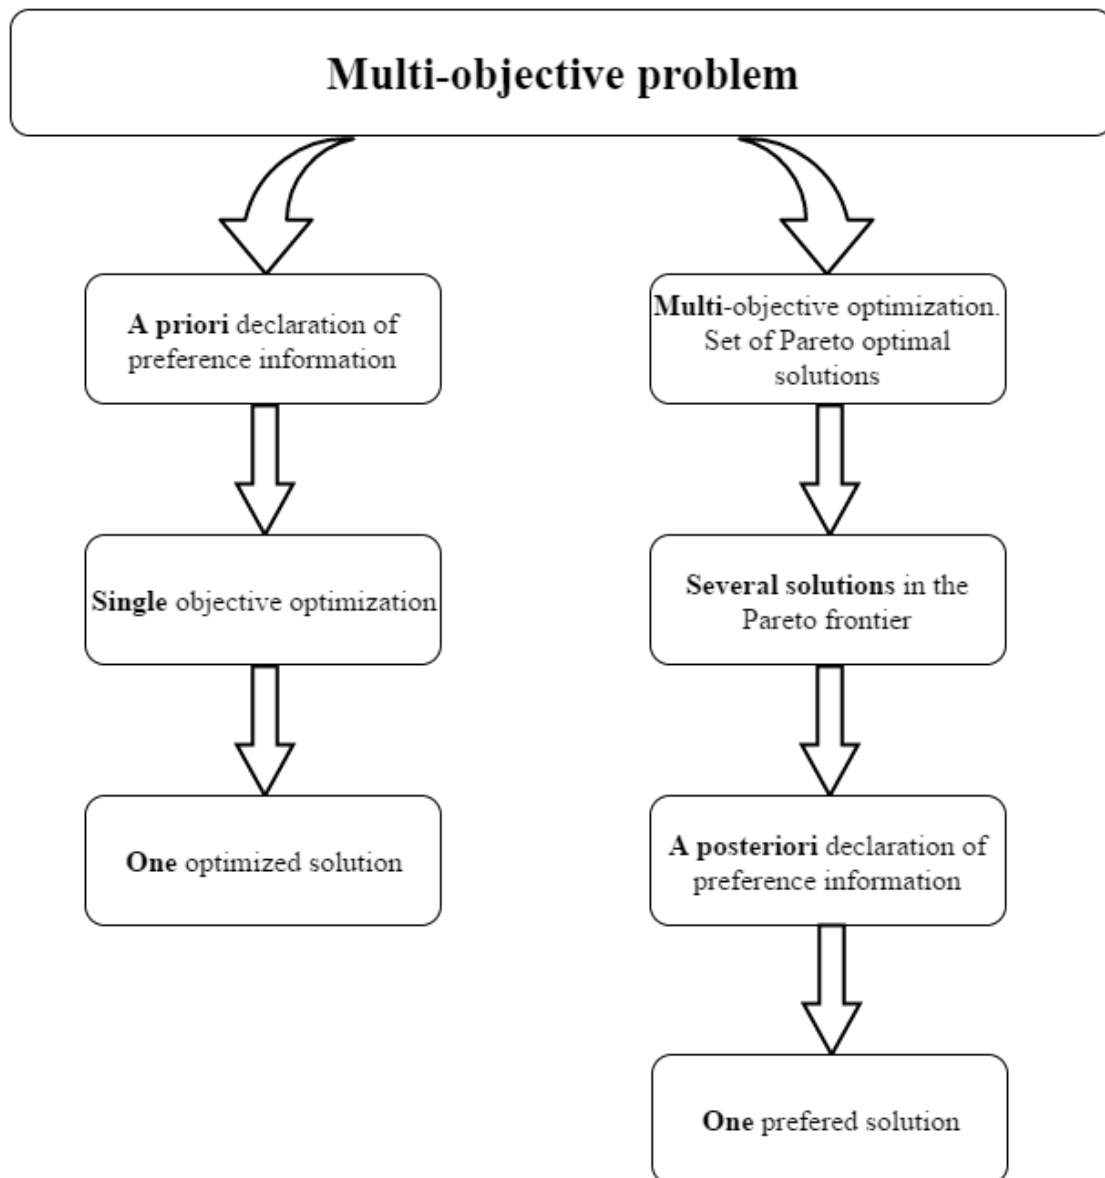 Multi-objective problem
A priori declaration of
preference information
Single objective optimization
One optimized solution
Multi-objective optimization.
Set of Pareto optimal
solutions
Several solutions in the
Pareto frontier
A posteriori declaration of
preference information
One prefered solution